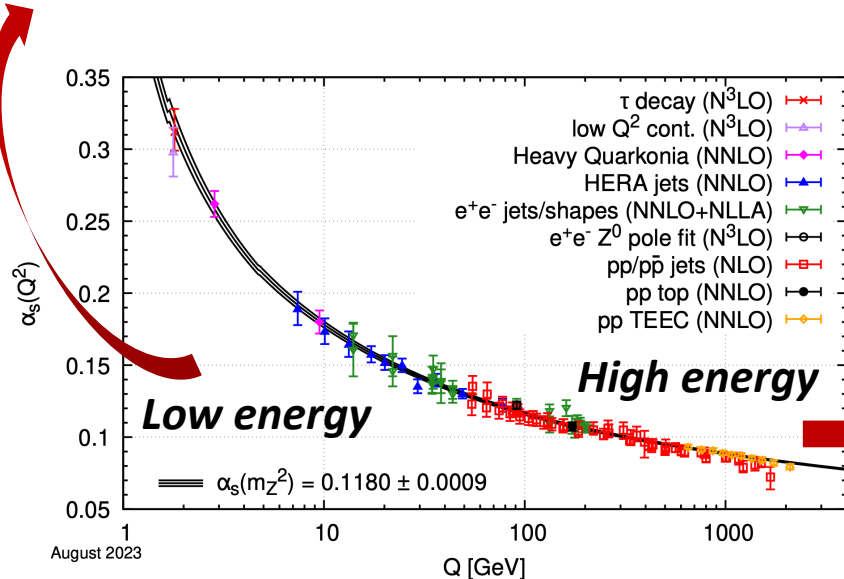 0.35
0.3
0.25
0.2
0.15
0.1
0.05
αs(Q²)
τ decay (N³LO)
low Q² cont. (N³LO)
Heavy Quarkonia (NNLO)
HERA jets (NNLO)
e⁺e⁻ jets/shapes (NNLO+NLLA)
e⁺e⁻ Z⁰ pole fit (N³LO)
pp/pp̄ jets (NLO)
pp top (NNLO)
pp TEEC (NNLO)
High energy
Low energy
αs(mZ²) = 0.1180 ± 0.0009
1 10 100 1000
August 2023
Q [GeV]